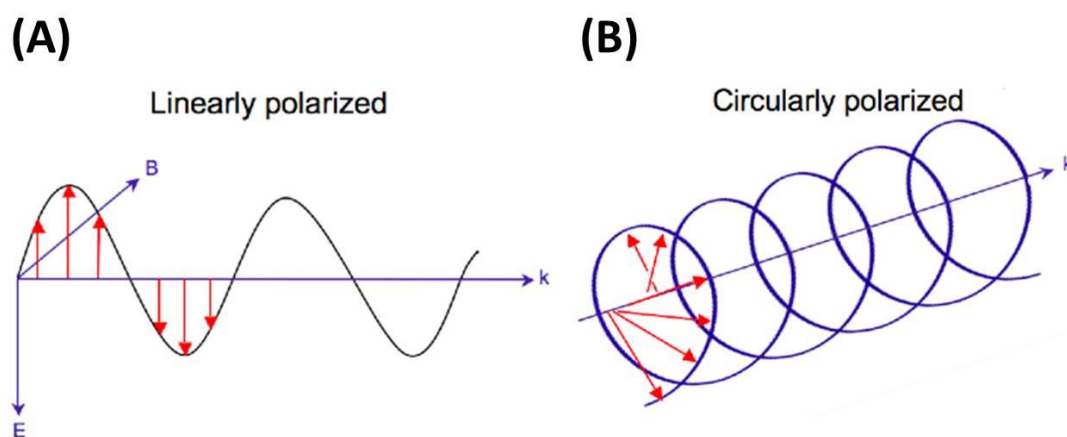 (A)
(B)
Linearly polarized
Circularly polarized
B
k
E
k